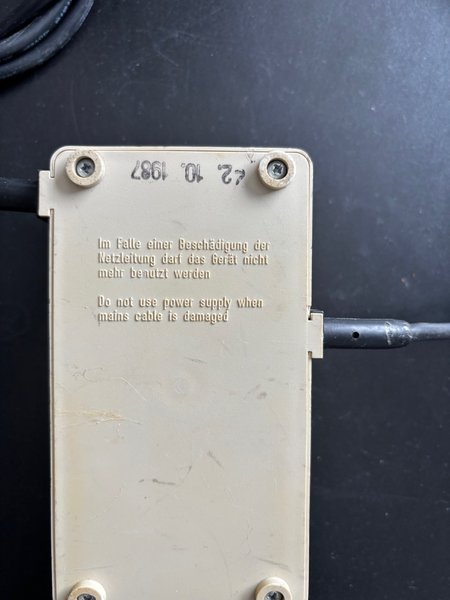 22. 10. 1987
Im Falle einer Beschädigung der
Netzleitung darf das Gerät nicht
mehr benutzt werden
Do not use power supply when
mains cable is damaged